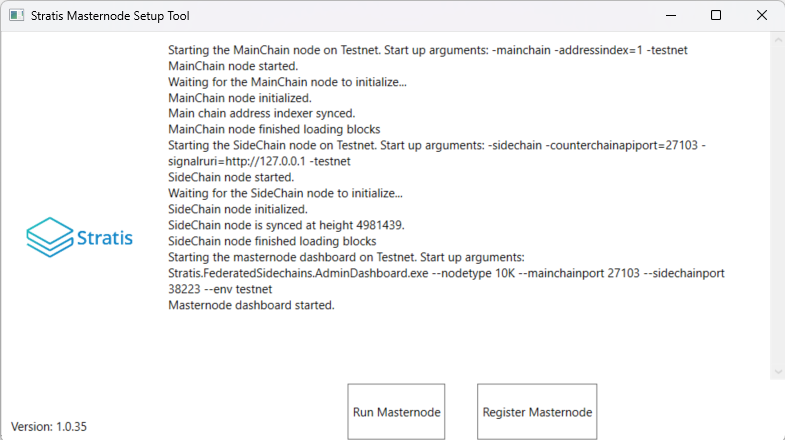 Stratis Masternode Setup Tool
Starting the MainChain node on Testnet. Start up arguments: -mainchain -addressindex=1 -testnet
MainChain node started.
Waiting for the MainChain node to initialize...
MainChain node initialized.
Main chain address indexer synced.
MainChain node finished loading blocks
Starting the SideChain node on Testnet. Start up arguments: -sidechain -counterchainapiport=27103 -
signalruri=http://127.0.0.1 -testnet
SideChain node started.
Waiting for the SideChain node to initialize...
SideChain node initialized.
SideChain node is synced at height 4981439.
SideChain node finished loading blocks
Starting the masternode dashboard on Testnet. Start up arguments:
Stratis.FederatedSidechains.AdminDashboard.exe --nodetype 10K --mainchainport 27103 --sidechainport
38223 --env testnet
Masternode dashboard started.
Stratis
Run Masternode
Register Masternode
Version: 1.0.35